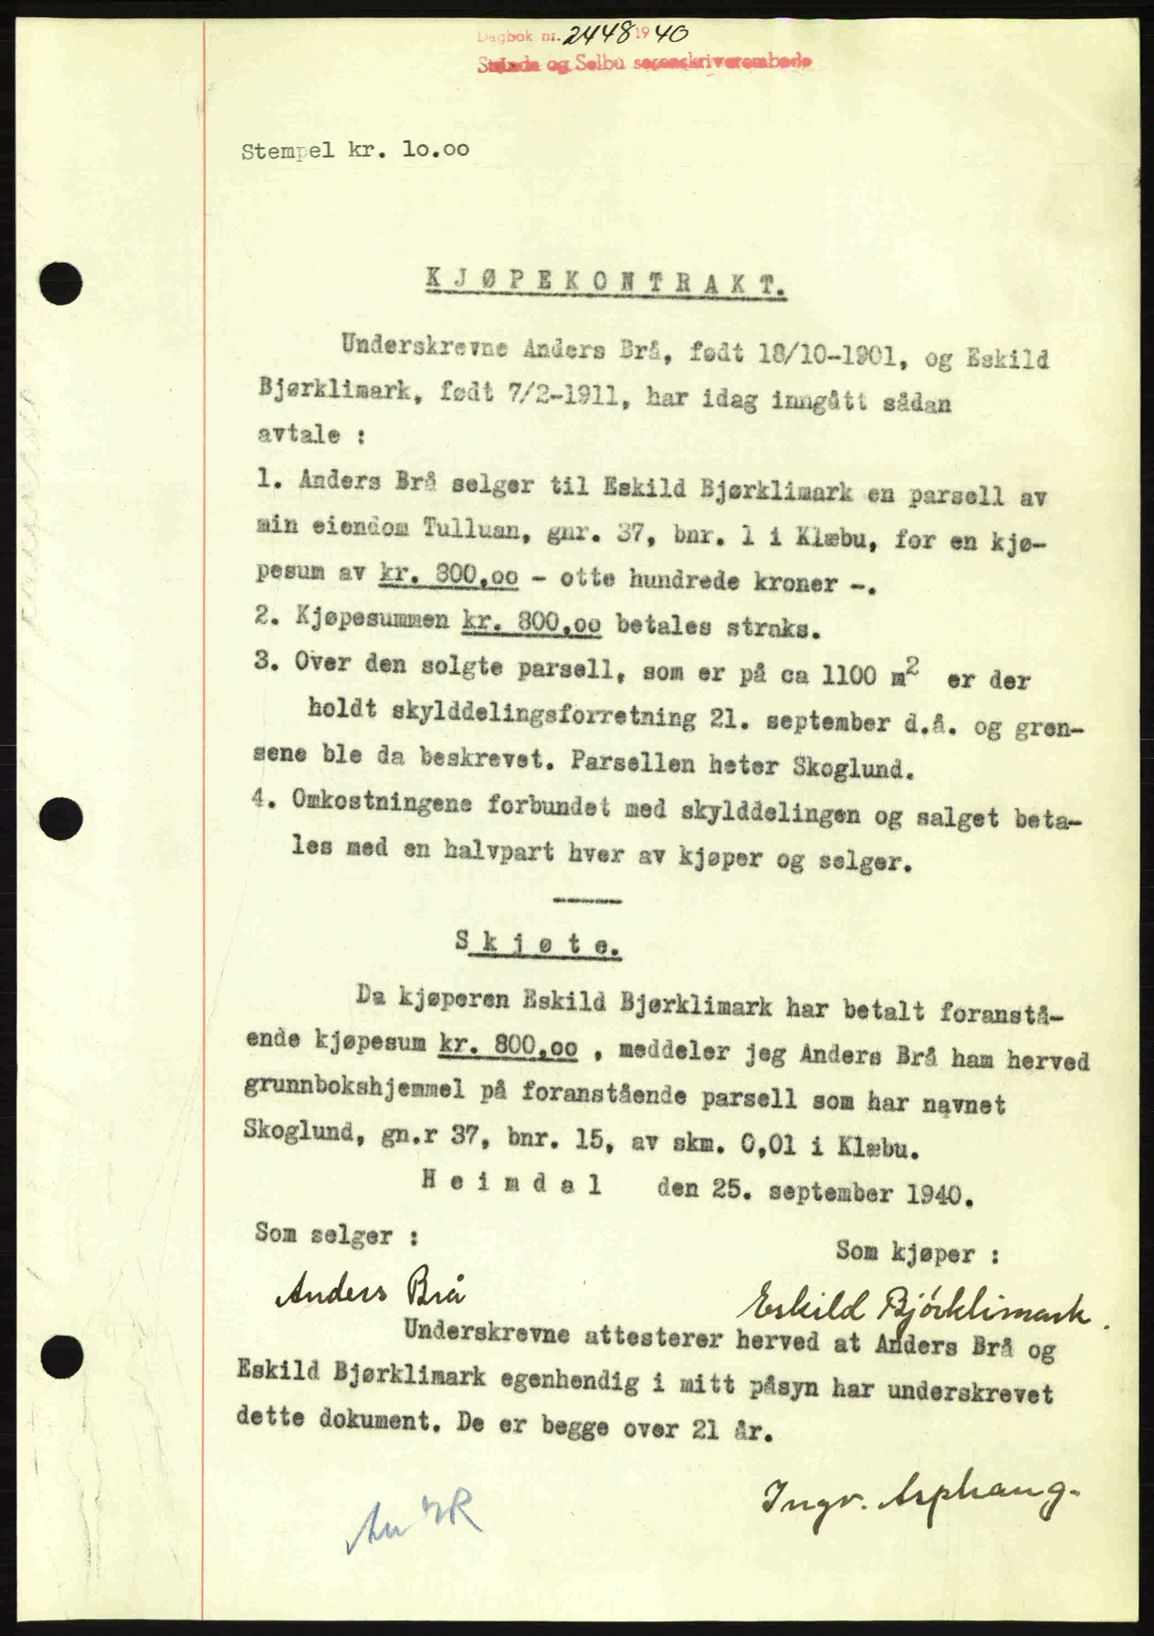 Dagbok nr. 2448 1940
Strinda og Selbu sorenskriverembede
Stempel kr. 10.00
KJØPEKONTRAKT.
Underskrevne Anders Brå, født 18/10-1901, og Eskild
Bjørklimark, født 7/2-1911, har idag inngått sådan
avtale :
1. Anders Brå selger til Eskild Bjørklimark en parsell av
min eiendom Tulluan, gnr. 37, bnr. 1 i Klæbu, for en kjø-
pesum av kr. 800.oo - otte hundrede kroner -.
2. Kjøpesummen kr. 800.oo betales straks.
3. Over den solgte parsell, som er på ca 1100 m2 er der
holdt skylddelingsforretning 21. september d.å. og gren-
sene ble da beskrevet. Parsellen heter Skoglund.
4. Omkostningene forbundet med skylddelingen og salget beta-
les med en halvpart hver av kjøper og selger.
Skjøte.
Da kjøperen Eskild Bjørklimark har betalt foranstå-
ende kjøpesum kr. 800.oo , meddeler jeg Anders Brå ham herved
grunnbokshjemmel på foranstående parsell som har navnet
Skoglund, gn.r 37, bnr. 15, av skm. 0,01 i Klæbu.
Heimdal den 25. september 1940.
Som selger :
Som kjøper :
Anders Brå
Eskild Bjørklimark.
Underskrevne attesterer herved at Anders Brå og
Eskild Bjørklimark egenhendig i mitt påsyn har underskrevet
dette dokument. De er begge over 21 år.
Ingv. Asphaug.